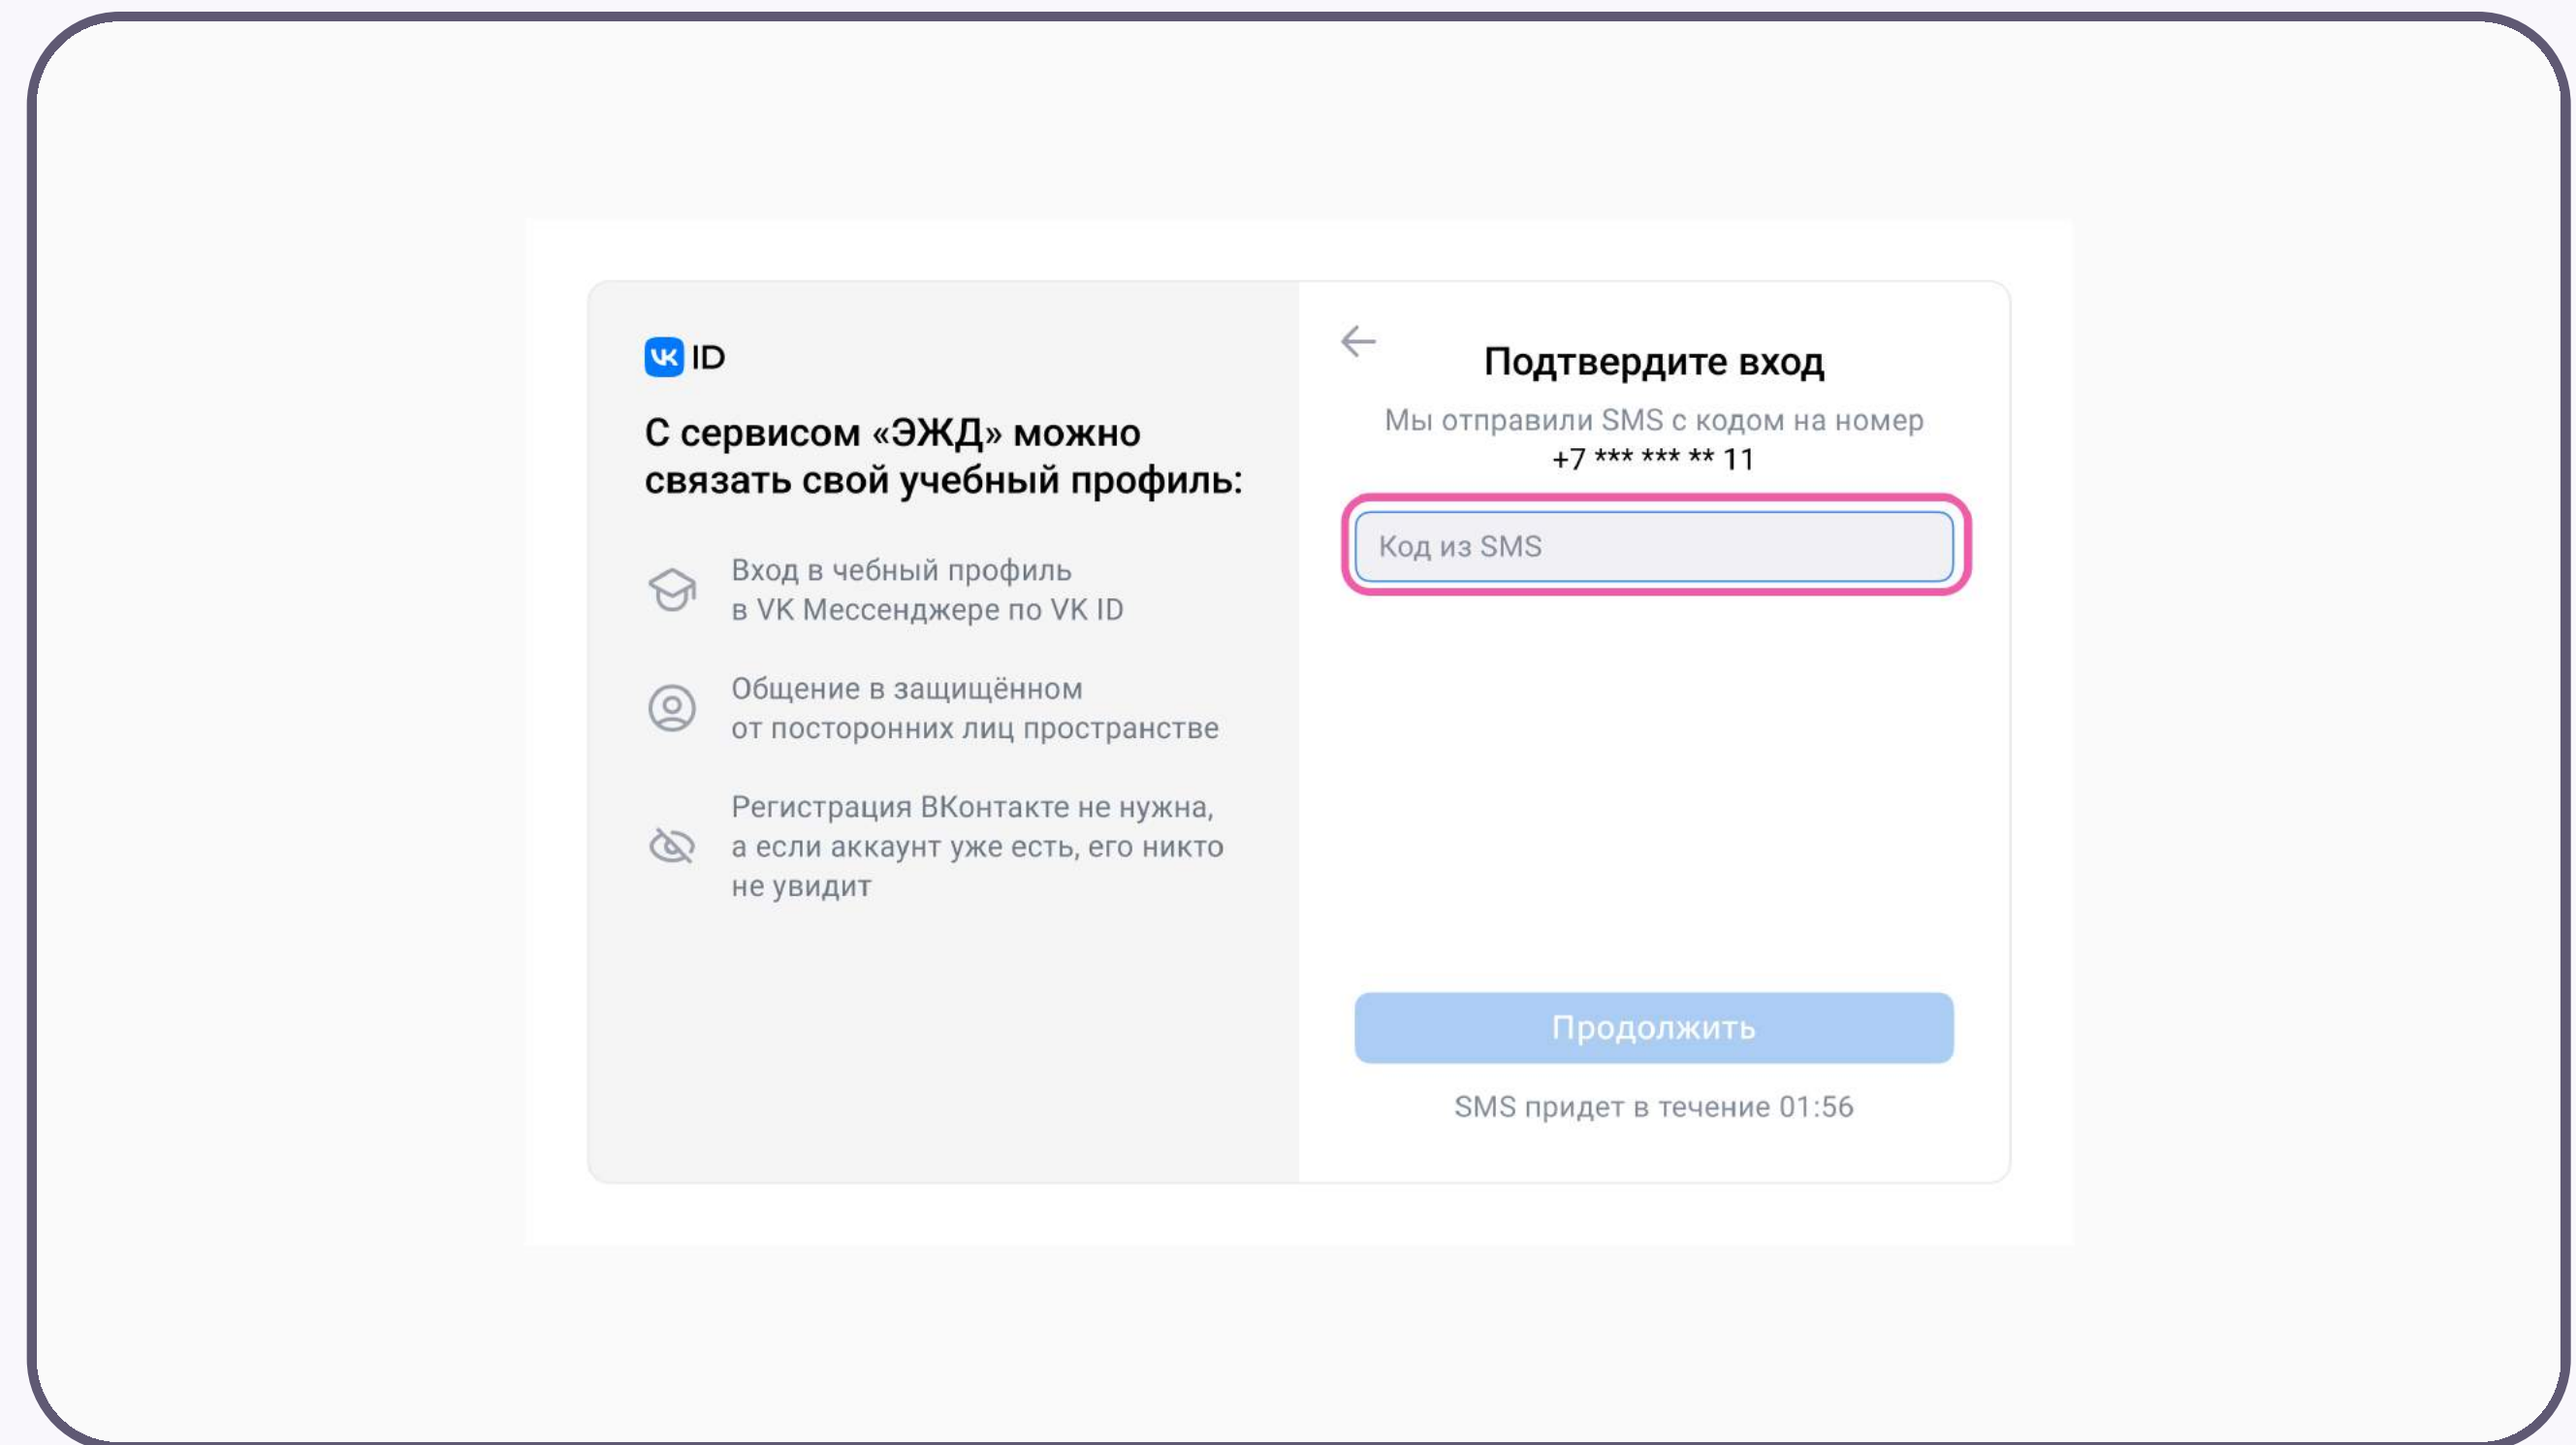 VK ID
С сервисом «ЭЖД» можно
связать свой учебный профиль:
Вход в чебный профиль
в VK Мессенджере по VK ID
Общение в защищённом
от посторонних лиц пространстве
Регистрация ВКонтакте не нужна,
а если аккаунт уже есть, его никто
не увидит
Подтвердите вход
Мы отправили SMS с кодом на номер
+7 *** *** ** 11
Код из SMS
Продолжить
SMS придет в течение 01:56